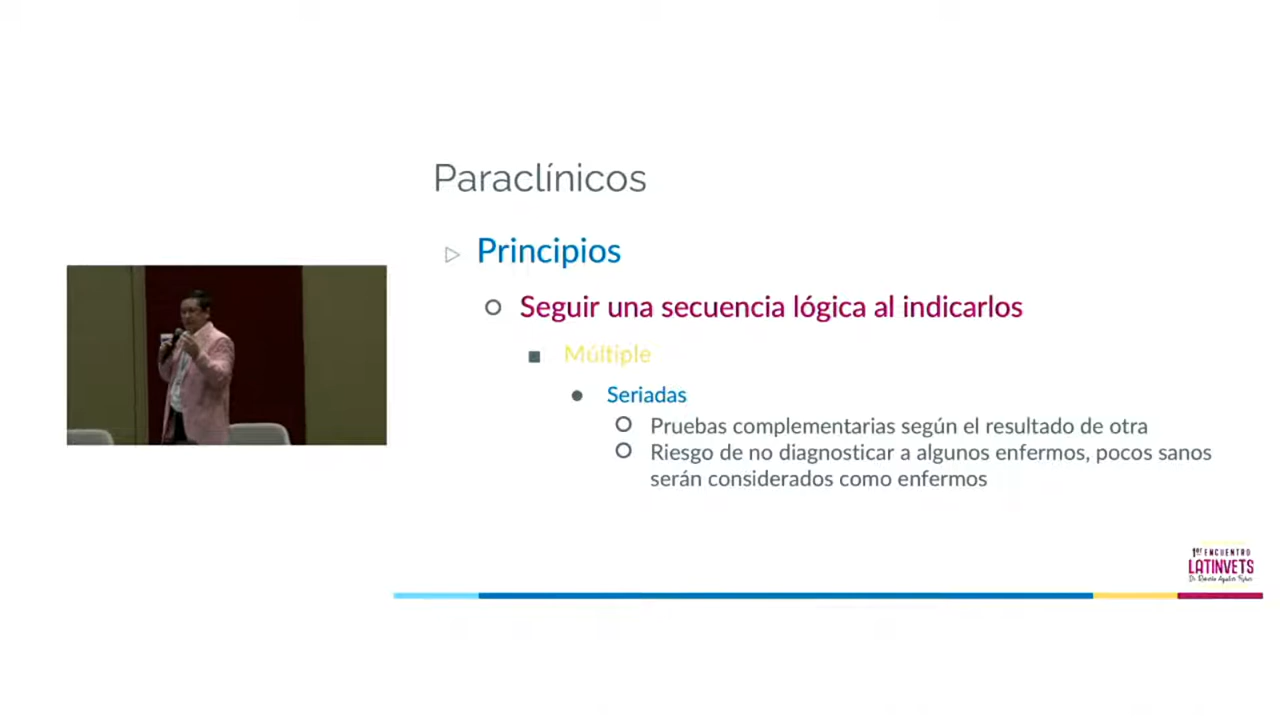 Paraclínicos
Principios
Seguir una secuencia lógica al indicarlos
Múltiple
Seriadas
Pruebas complementarias según el resultado de otra
Riesgo de no diagnosticar a algunos enfermos, pocos sanos
serán considerados como enfermos
1er ENCUENTRO
LATINVETS